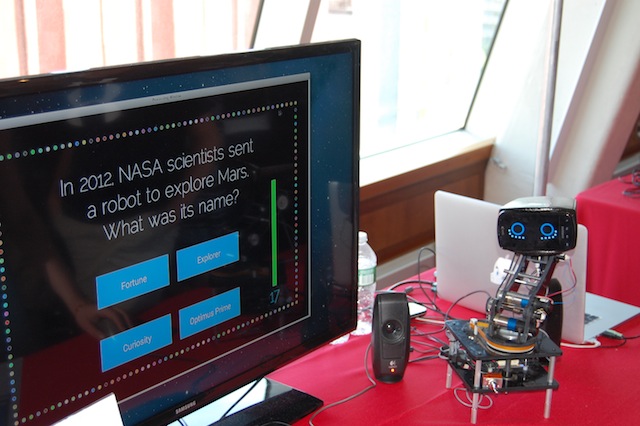 In 2012, NASA scientists sent
a robot to explore Mars.
What was its name?
Fortune
Explorer
Curiosity
Optimus Prime
17
SAMSUNG